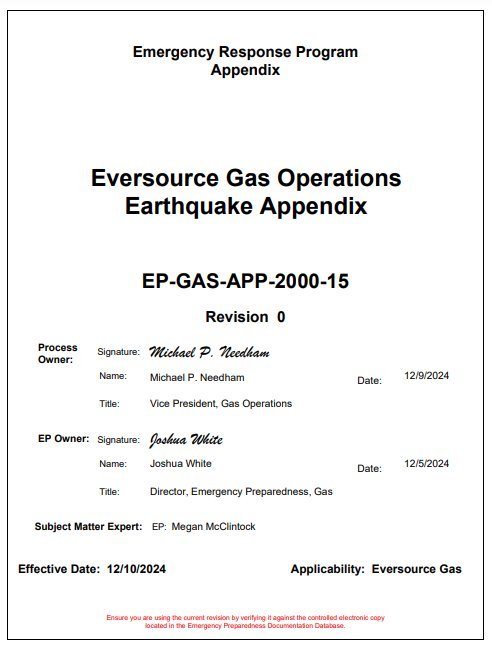 Emergency Response Program
Appendix
Eversource Gas Operations
Earthquake Appendix
EP-GAS-APP-2000-15
Revision 0
Process
Owner:
Signature: Michael P. Needham
Name: Michael P. Needham Date: 12/9/2024
Title: Vice President, Gas Operations
EP Owner: Signature: Joshua White
Name: Joshua White Date: 12/5/2024
Title: Director, Emergency Preparedness, Gas
Subject Matter Expert: EP: Megan McClintock
Effective Date: 12/10/2024 Applicability: Eversource Gas
Ensure you are using the current revision by verifying it against the controlled electronic copy
located in the Emergency Preparedness Documentation Database.